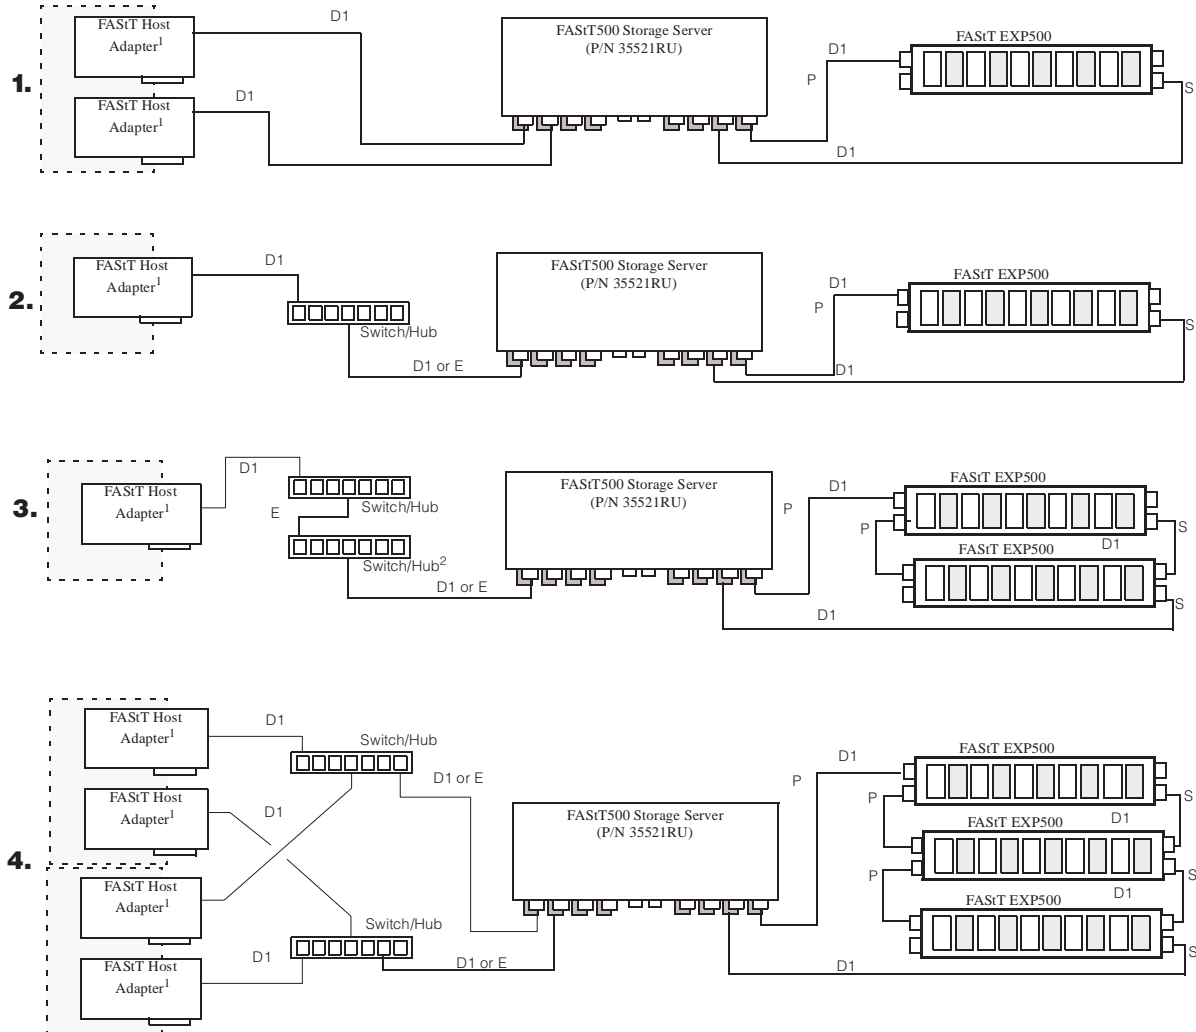 1.
FAStT Host
Adapter1
D1
FAStT Host
Adapter1
D1
FAStT500 Storage Server
(P/N 35521RU)
D1
P
FAStT EXP500
S
D1
2.
FAStT Host
Adapter1
D1
Switch/Hub
D1 or E
FAStT500 Storage Server
(P/N 35521RU)
D1
P
FAStT EXP500
S
D1
3.
FAStT Host
Adapter1
D1
Switch/Hub
E
Switch/Hub2
D1 or E
FAStT500 Storage Server
(P/N 35521RU)
D1
P
FAStT EXP500
P
S
D1
FAStT EXP500
S
D1
4.
FAStT Host
Adapter1
D1
Switch/Hub
D1 or E
FAStT Host
Adapter1
D1
FAStT Host
Adapter1
Switch/Hub
FAStT Host
Adapter1
D1
D1 or E
FAStT500 Storage Server
(P/N 35521RU)
D1
P
FAStT EXP500
P
S
D1
FAStT EXP500
P
S
D1
FAStT EXP500
S
D1